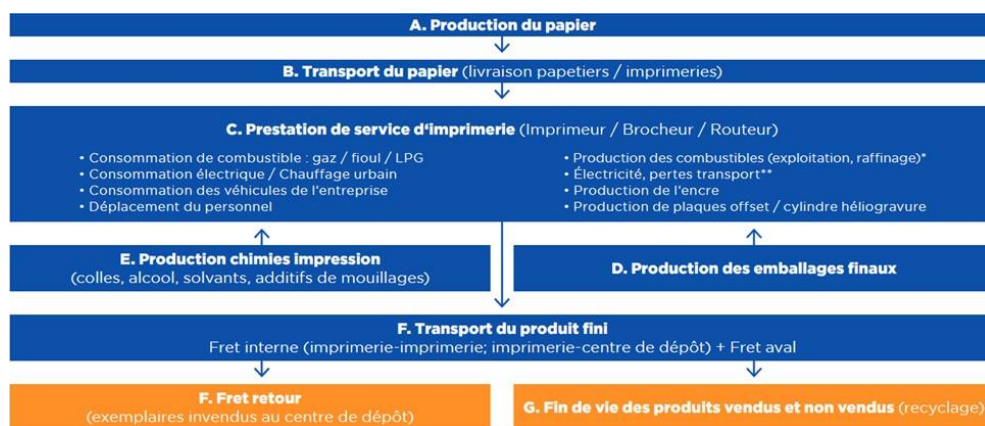 A. Production du papier
B. Transport du papier (livraison papetiers / imprimeries)
C. Prestation de service d'imprimerie (Imprimeur / Brocheur / Routeur)
• Consommation de combustible : gaz / fioul / LPG
• Consommation électrique / Chauffage urbain
• Consommation des véhicules de l'entreprise
• Déplacement du personnel
• Production des combustibles (exploitation, raffinage)*
• Électricité, pertes transport**
• Production de l'encre
• Production de plaques offset / cylindre héliogravure
E. Production chimies impression
(colles, alcool, solvants, additifs de mouillages)
D. Production des emballages finaux
F. Transport du produit fini
Fret interne (imprimerie-imprimerie; imprimerie-centre de dépôt) + Fret aval
F. Fret retour
(exemplaires invendus au centre de dépôt)
G. Fin de vie des produits vendus et non vendus (recyclage)